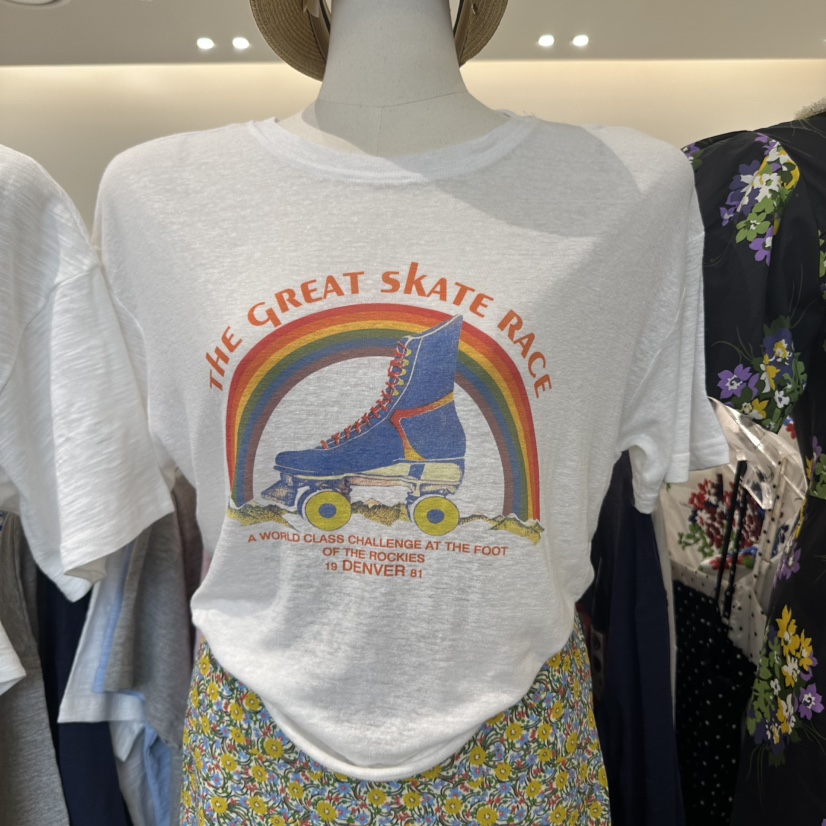 THE GREAT SKATE RACE
A WORLD CLASS CHALLENGE AT THE FOOT
OF THE ROCKIES
19 DENVER 81